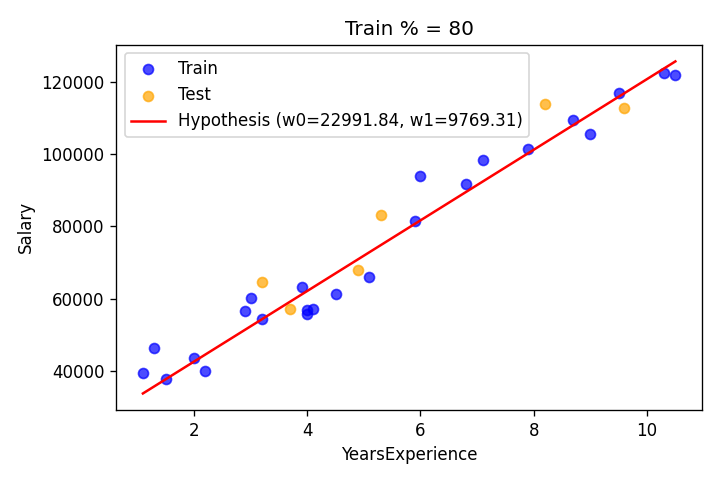 Train % = 80
Train
Test
Hypothesis (w0=22991.84, w1=9769.31)
120000
100000
80000
60000
40000
Salary
2 4 6 8 10
YearsExperience